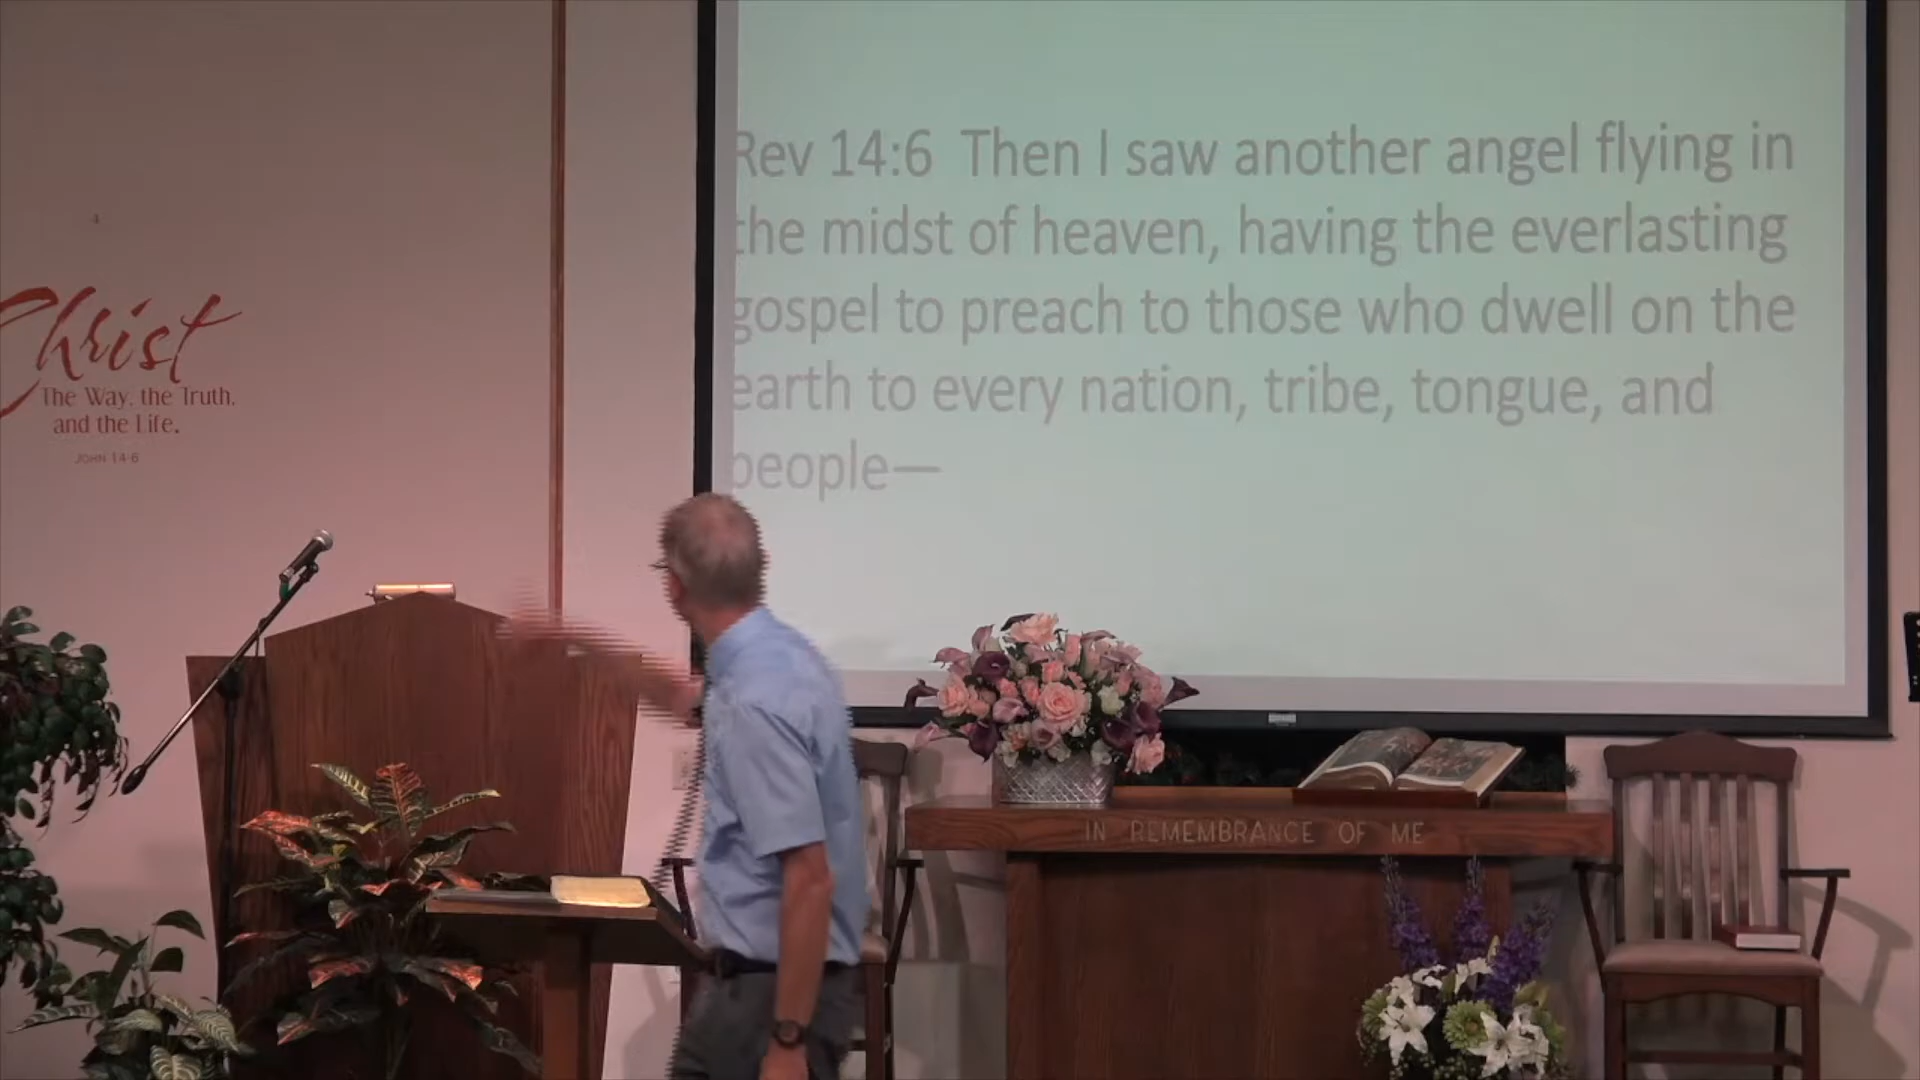 Christ
The Way, the Truth,
and the Life.
JOHN 14:6
Rev 14:6 Then I saw another angel flying in
the midst of heaven, having the everlasting
gospel to preach to those who dwell on the
earth to every nation, tribe, tongue, and
people—
IN REMEMBRANCE OF ME